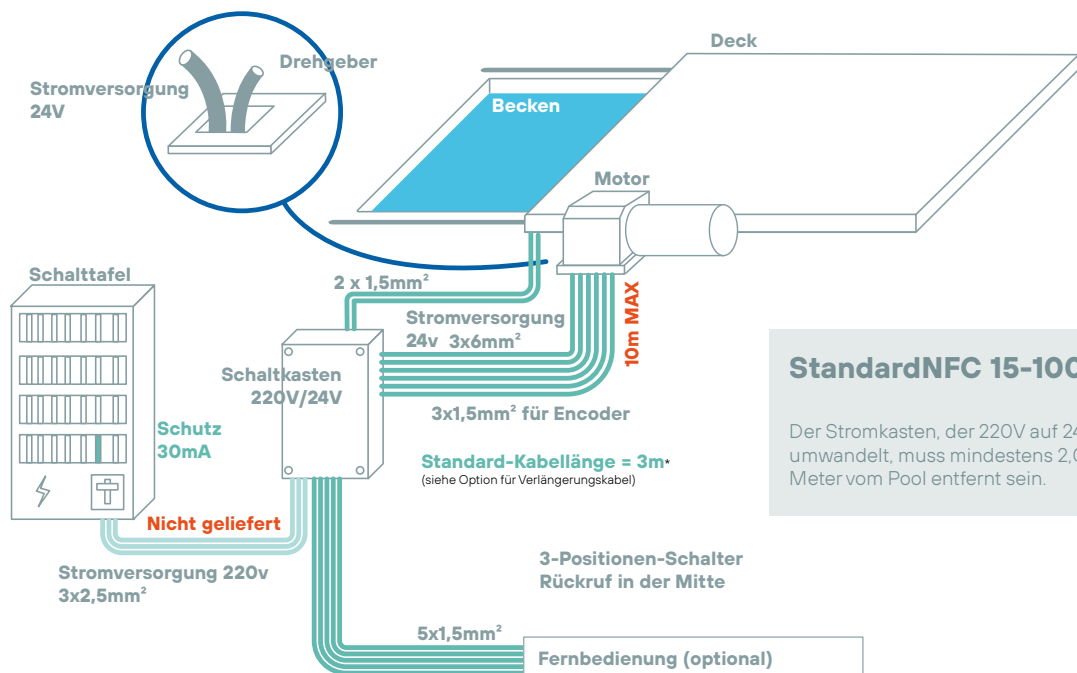 Deck
Drehgeber
Stromversorgung
24V
Becken
Motor
Schalttafel
2 x 1,5mm²
Stromversorgung
24v 3x6mm²
10m MAX
Schaltkasten
220V/24V
3x1,5mm² für Encoder
Schutz
30mA
Standard-Kabellänge = 3m*
(siehe Option für Verlängerungskabel)
StandardNFC 15-100
Der Stromkasten, der 220V auf 24
umwandelt, muss mindestens 2,0
Meter vom Pool entfernt sein.
Nicht geliefert
Stromversorgung 220v
3x2,5mm²
3-Positionen-Schalter
Rückruf in der Mitte
5x1,5mm²
Fernbedienung (optional)